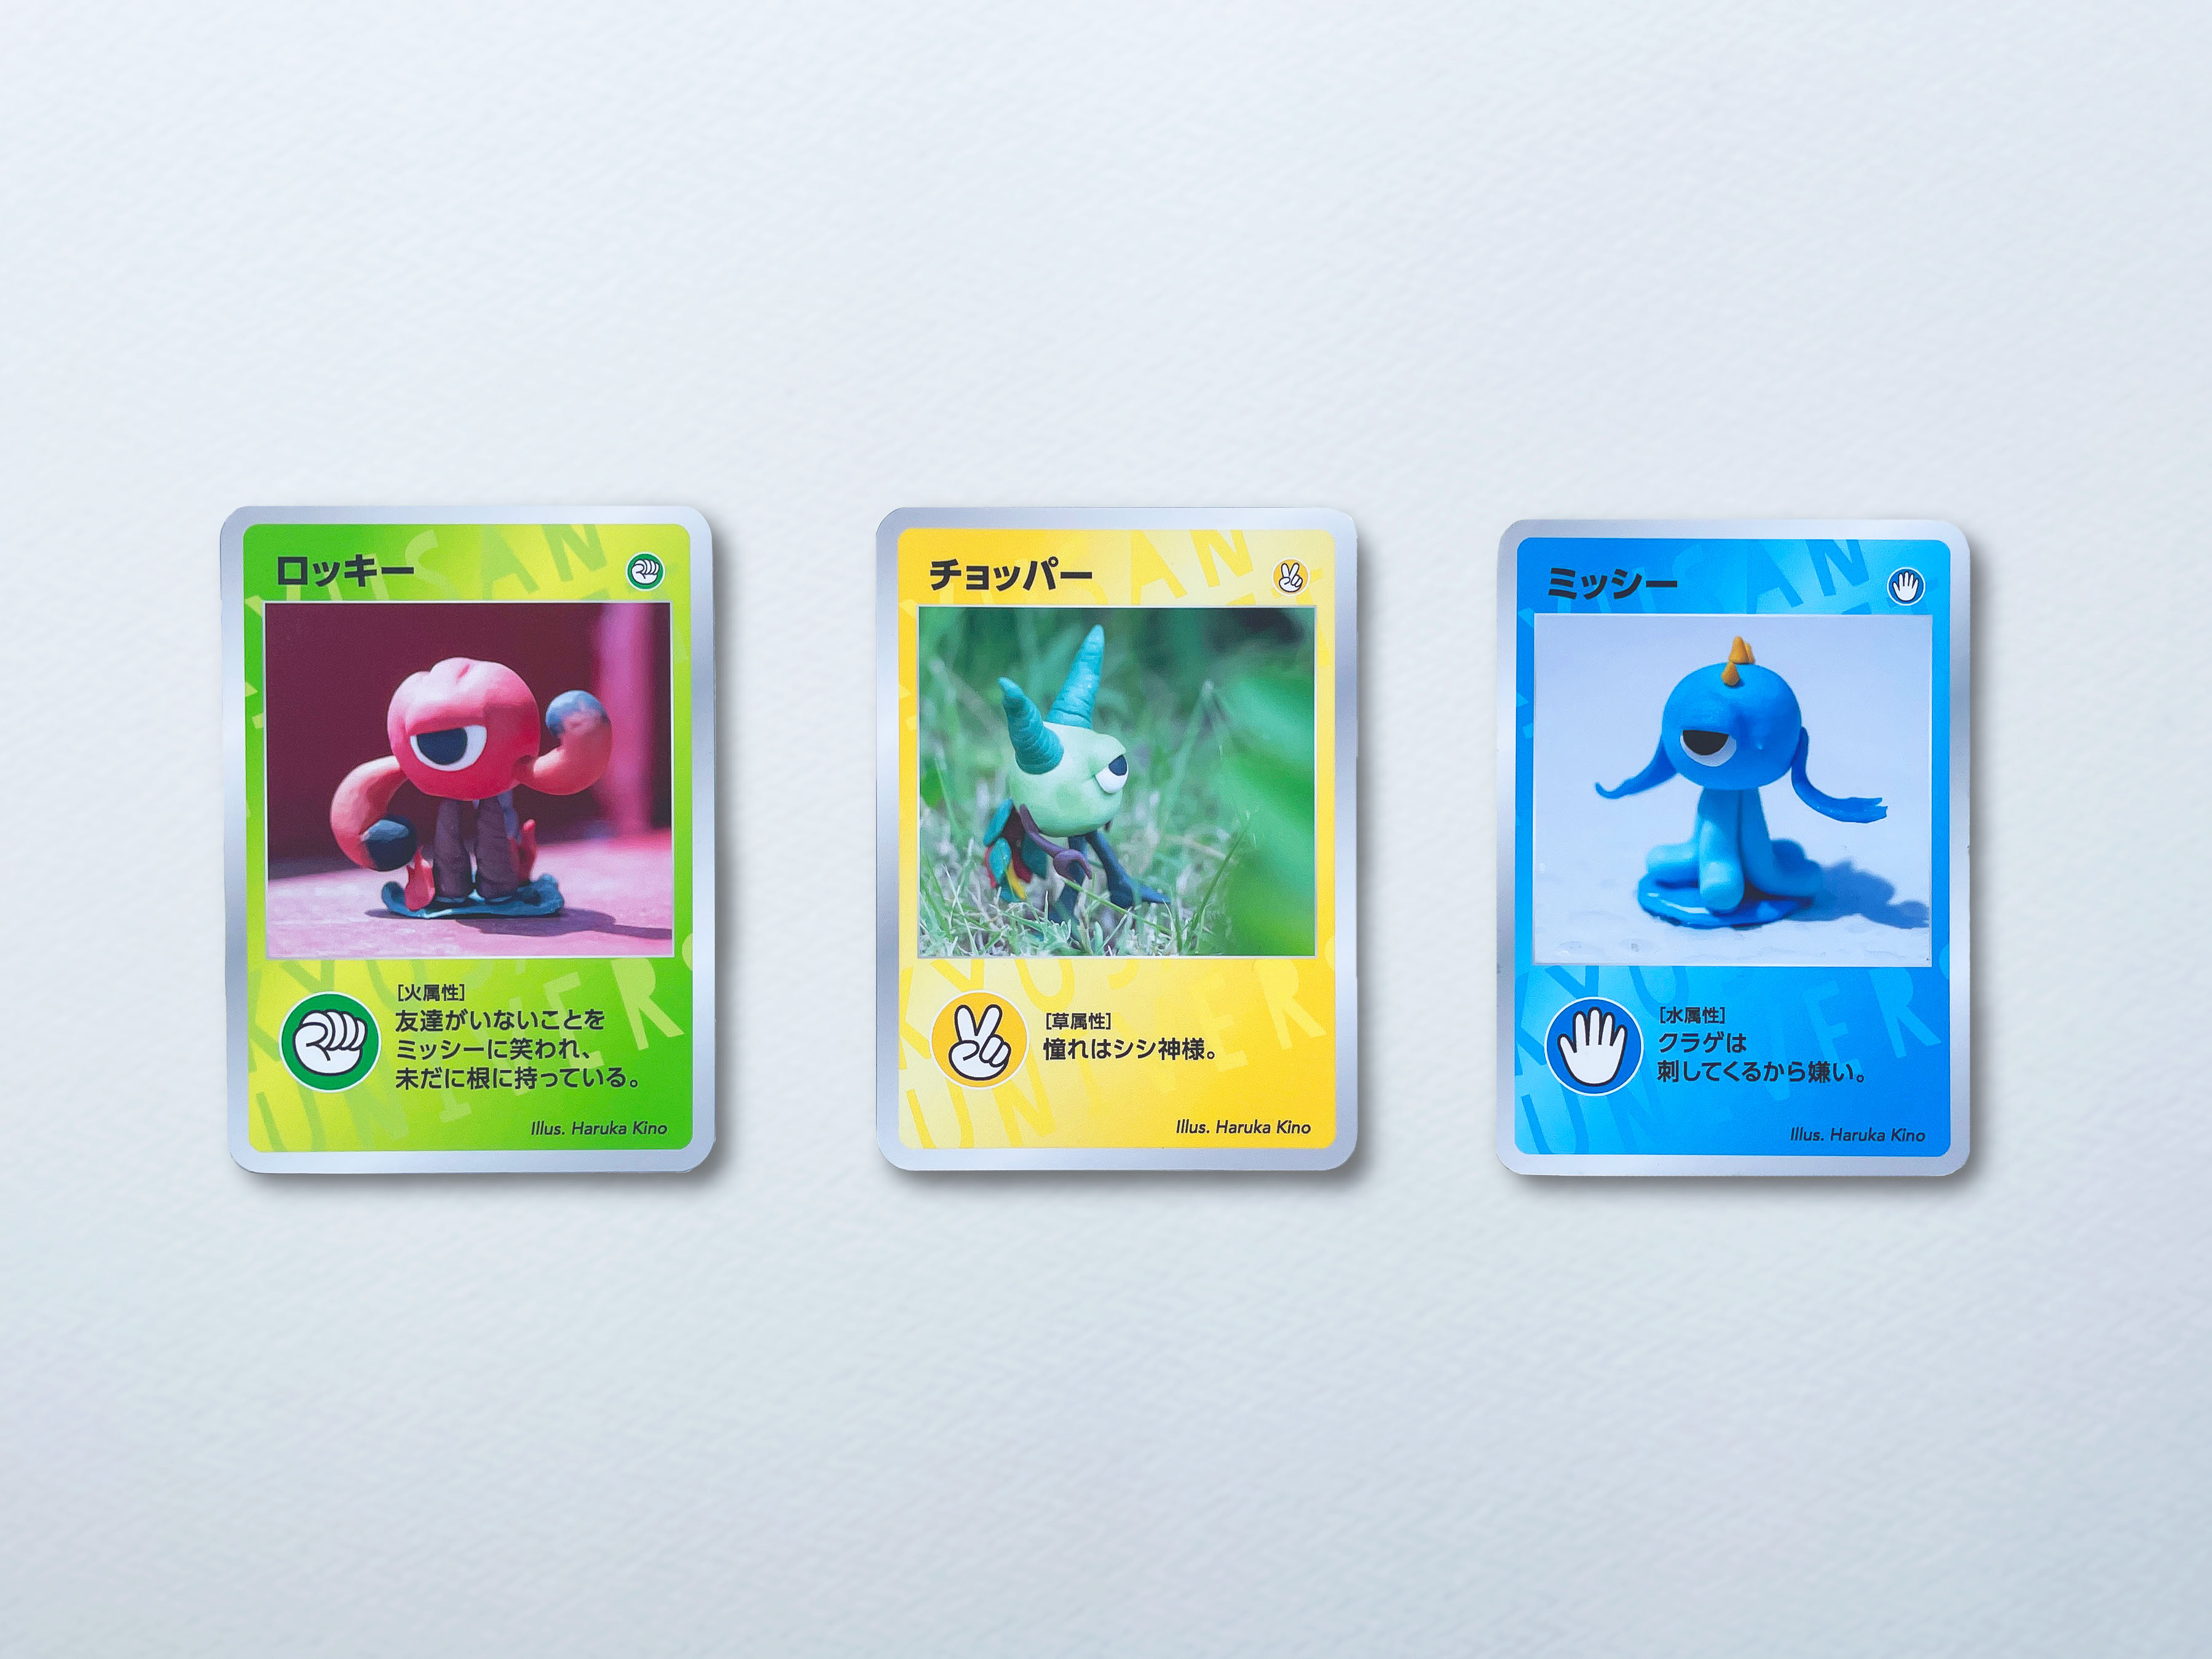 ロッキー
[火属性]
友達がいないことを
ミッシーに笑われ、
未だに根に持っている。
Illus. Haruka Kino
チョッパー
[草属性]
憧れはシシ神様。
Illus. Haruka Kino
ミッシー
[水属性]
クラゲは
刺してくるから嫌い。
Illus. Haruka Kino